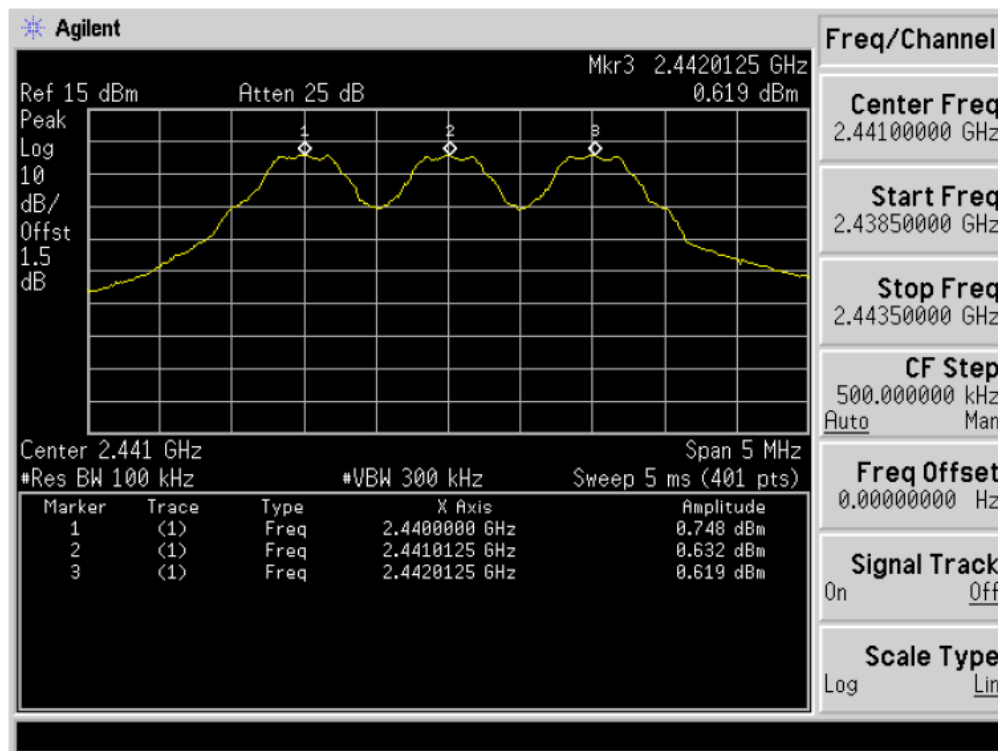 Agilent
Freq/Channel
Mkr3 2.4420125 GHz
Ref 15 dBm Atten 25 dB 0.619 dBm
Peak
Log
10
dB/
Offst
1.5
dB
1 2 3
Center 2.441 GHz Span 5 MHz
#Res BW 100 kHz #VBW 300 kHz Sweep 5 ms (401 pts)
Marker Trace Type X Axis Amplitude
1 (1) Freq 2.4400000 GHz 0.748 dBm
2 (1) Freq 2.4410125 GHz 0.632 dBm
3 (1) Freq 2.4420125 GHz 0.619 dBm
Center Freq
2.44100000 GHz
Start Freq
2.43850000 GHz
Stop Freq
2.44350000 GHz
CF Step
500.000000 kHz
Auto Man
Freq Offset
0.00000000 Hz
Signal Track
On Off
Scale Type
Log Lin